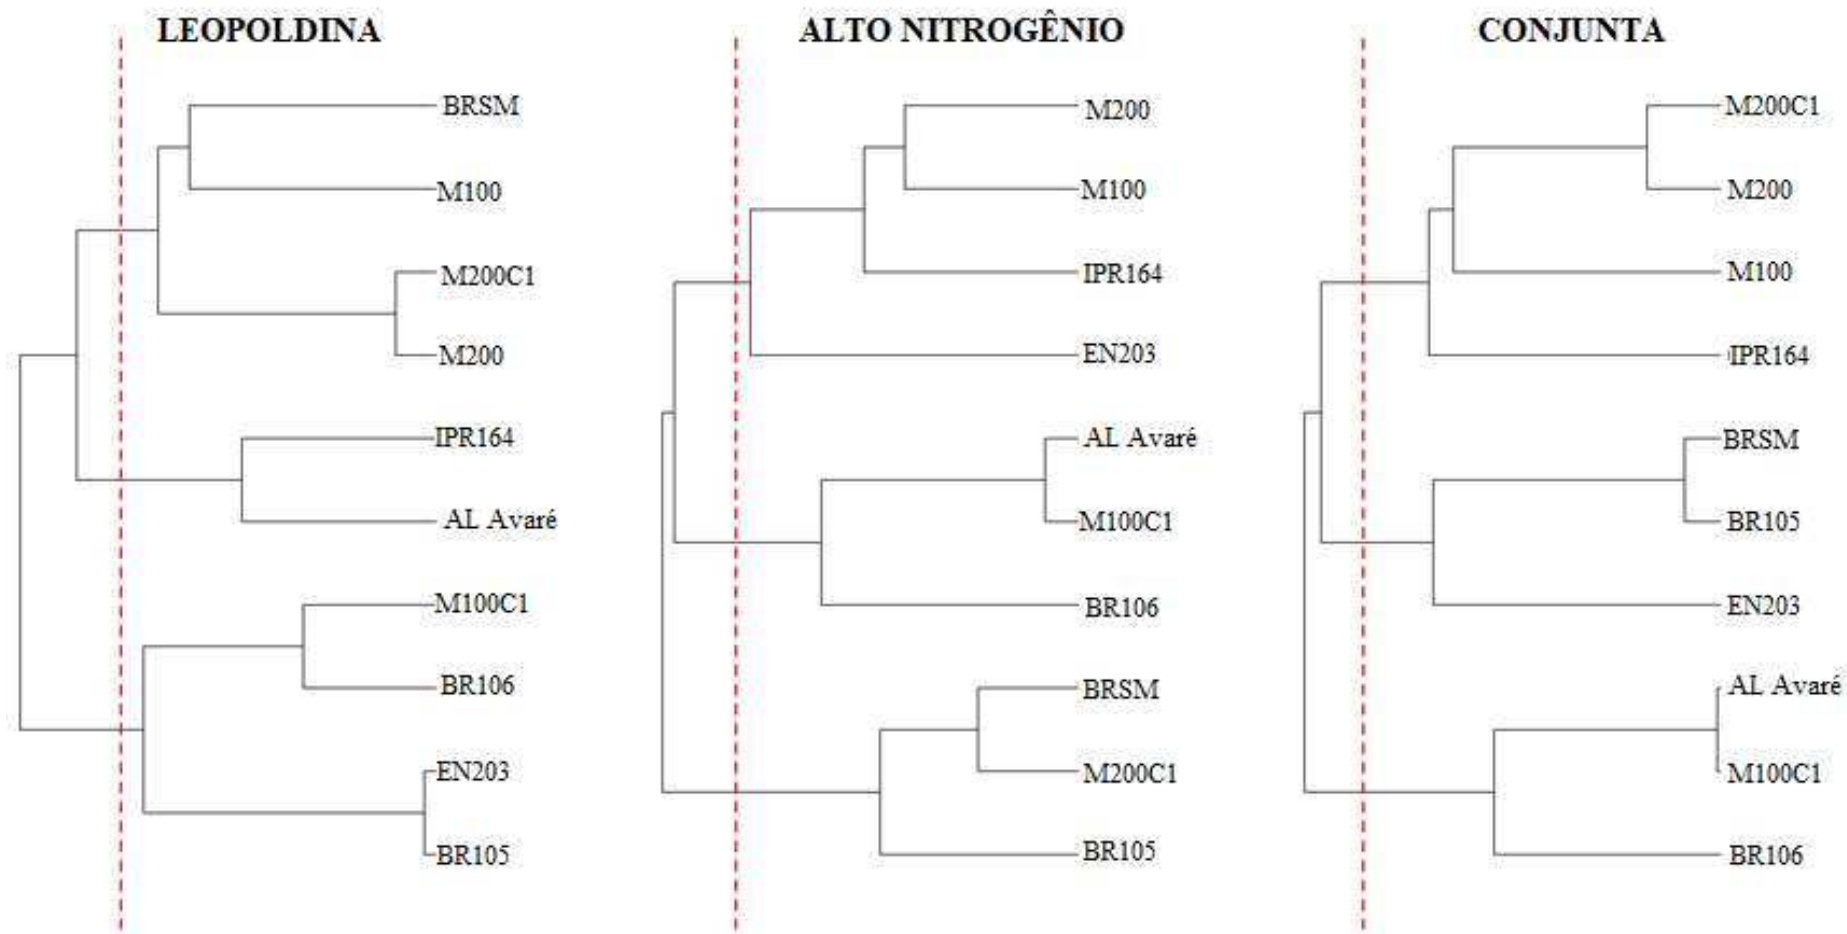 LEOPOLDINA
BRSM
M100
M200C1
M200
IPR164
AL Avaré
M100C1
BR106
EN203
BR105
ALTO NITROGÊNIO
M200
M100
IPR164
EN203
AL Avaré
M100C1
BR106
BRSM
M200C1
BR105
CONJUNTA
M200C1
M200
M100
IPR164
BRSM
BR105
EN203
AL Avaré
M100C1
BR106